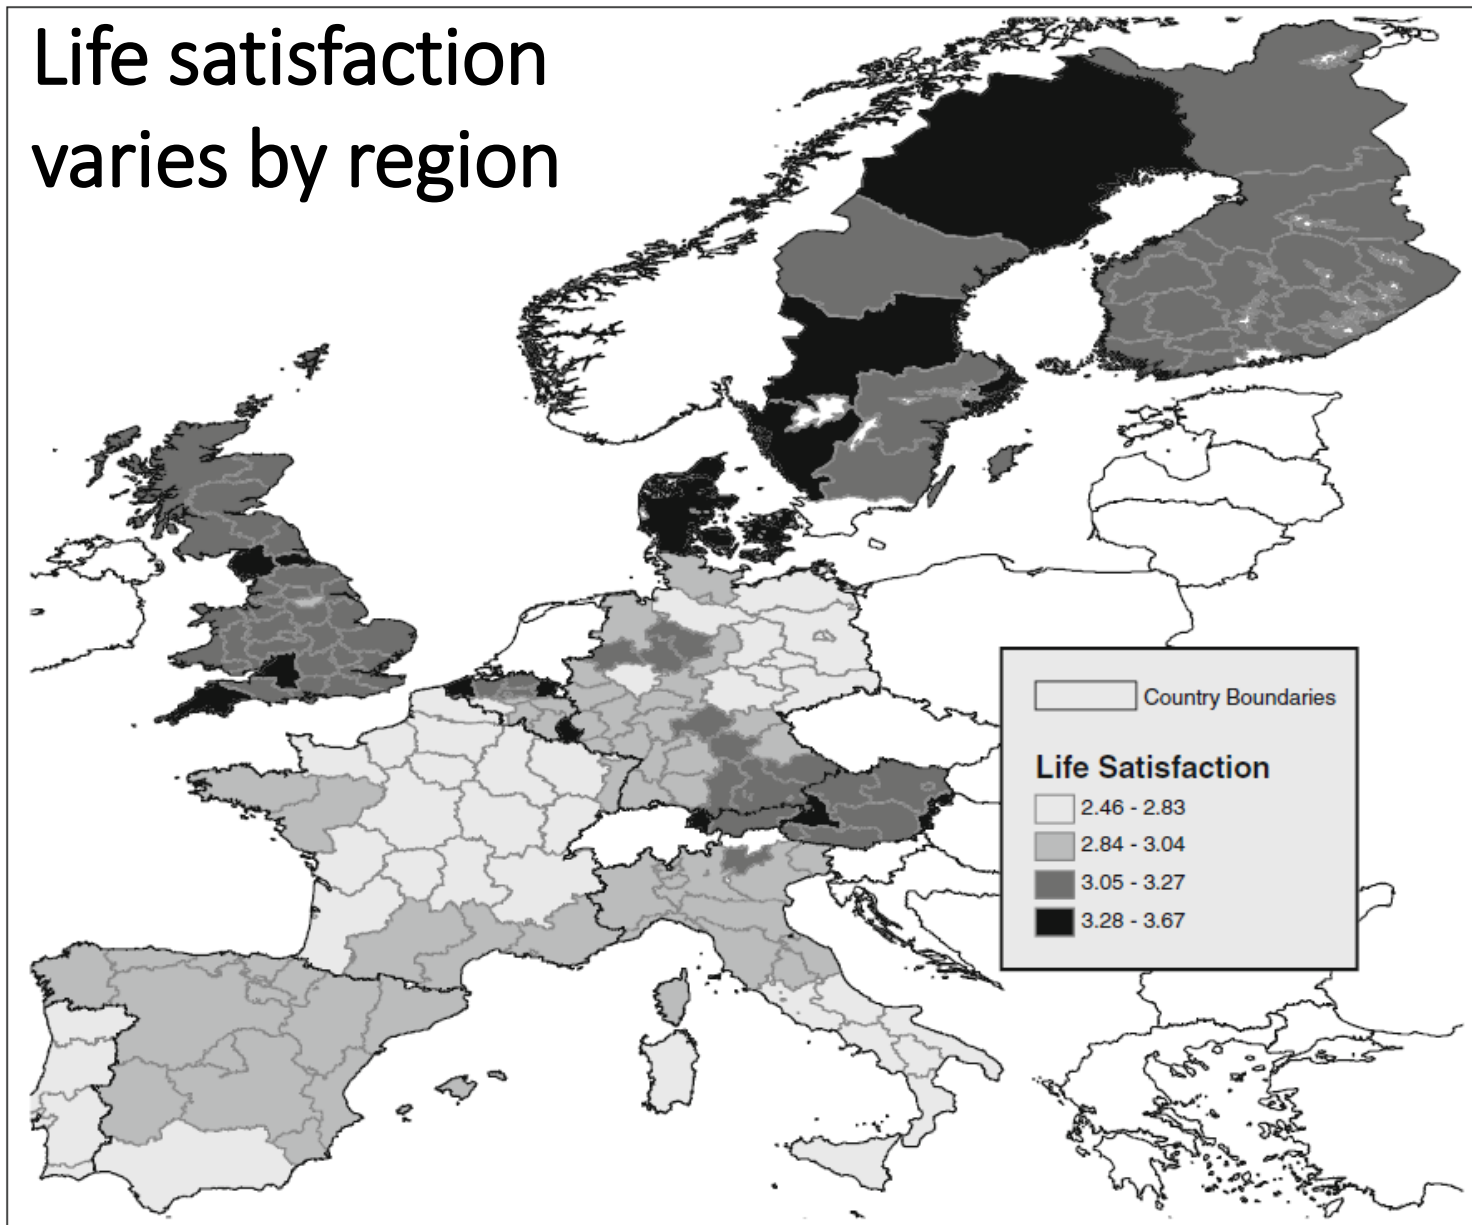 Life satisfaction
varies by region
Country Boundaries
Life Satisfaction
2.46 - 2.83
2.84 - 3.04
3.05 - 3.27
3.28 - 3.67